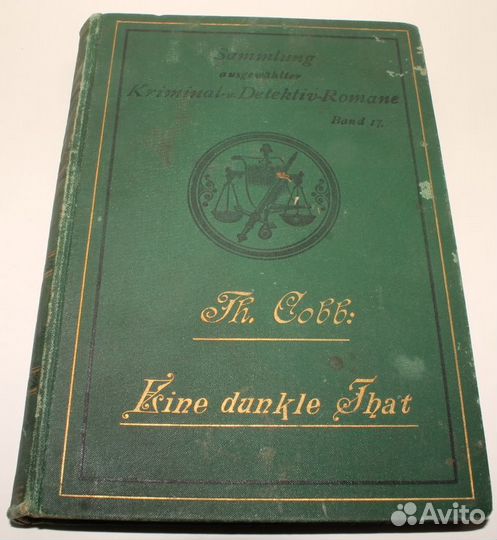 Sammlung
ausgewählter
Kriminal- u. Detektiv-Romane
Band 17.
Th. Cobb:
Eine dunkle That
Avito